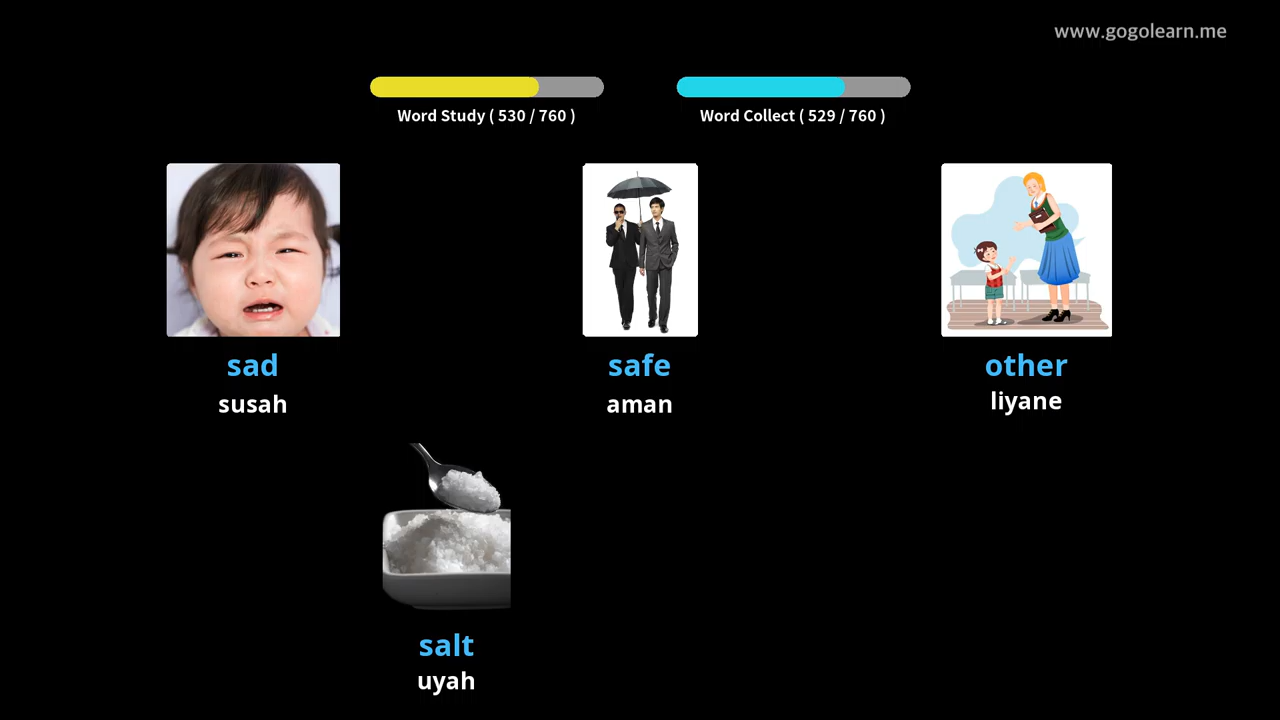 www.gogolearn.me
Word Study ( 530 / 760 )
Word Collect ( 529 / 760 )
sad
susah
safe
aman
other
liyane
salt
uyah